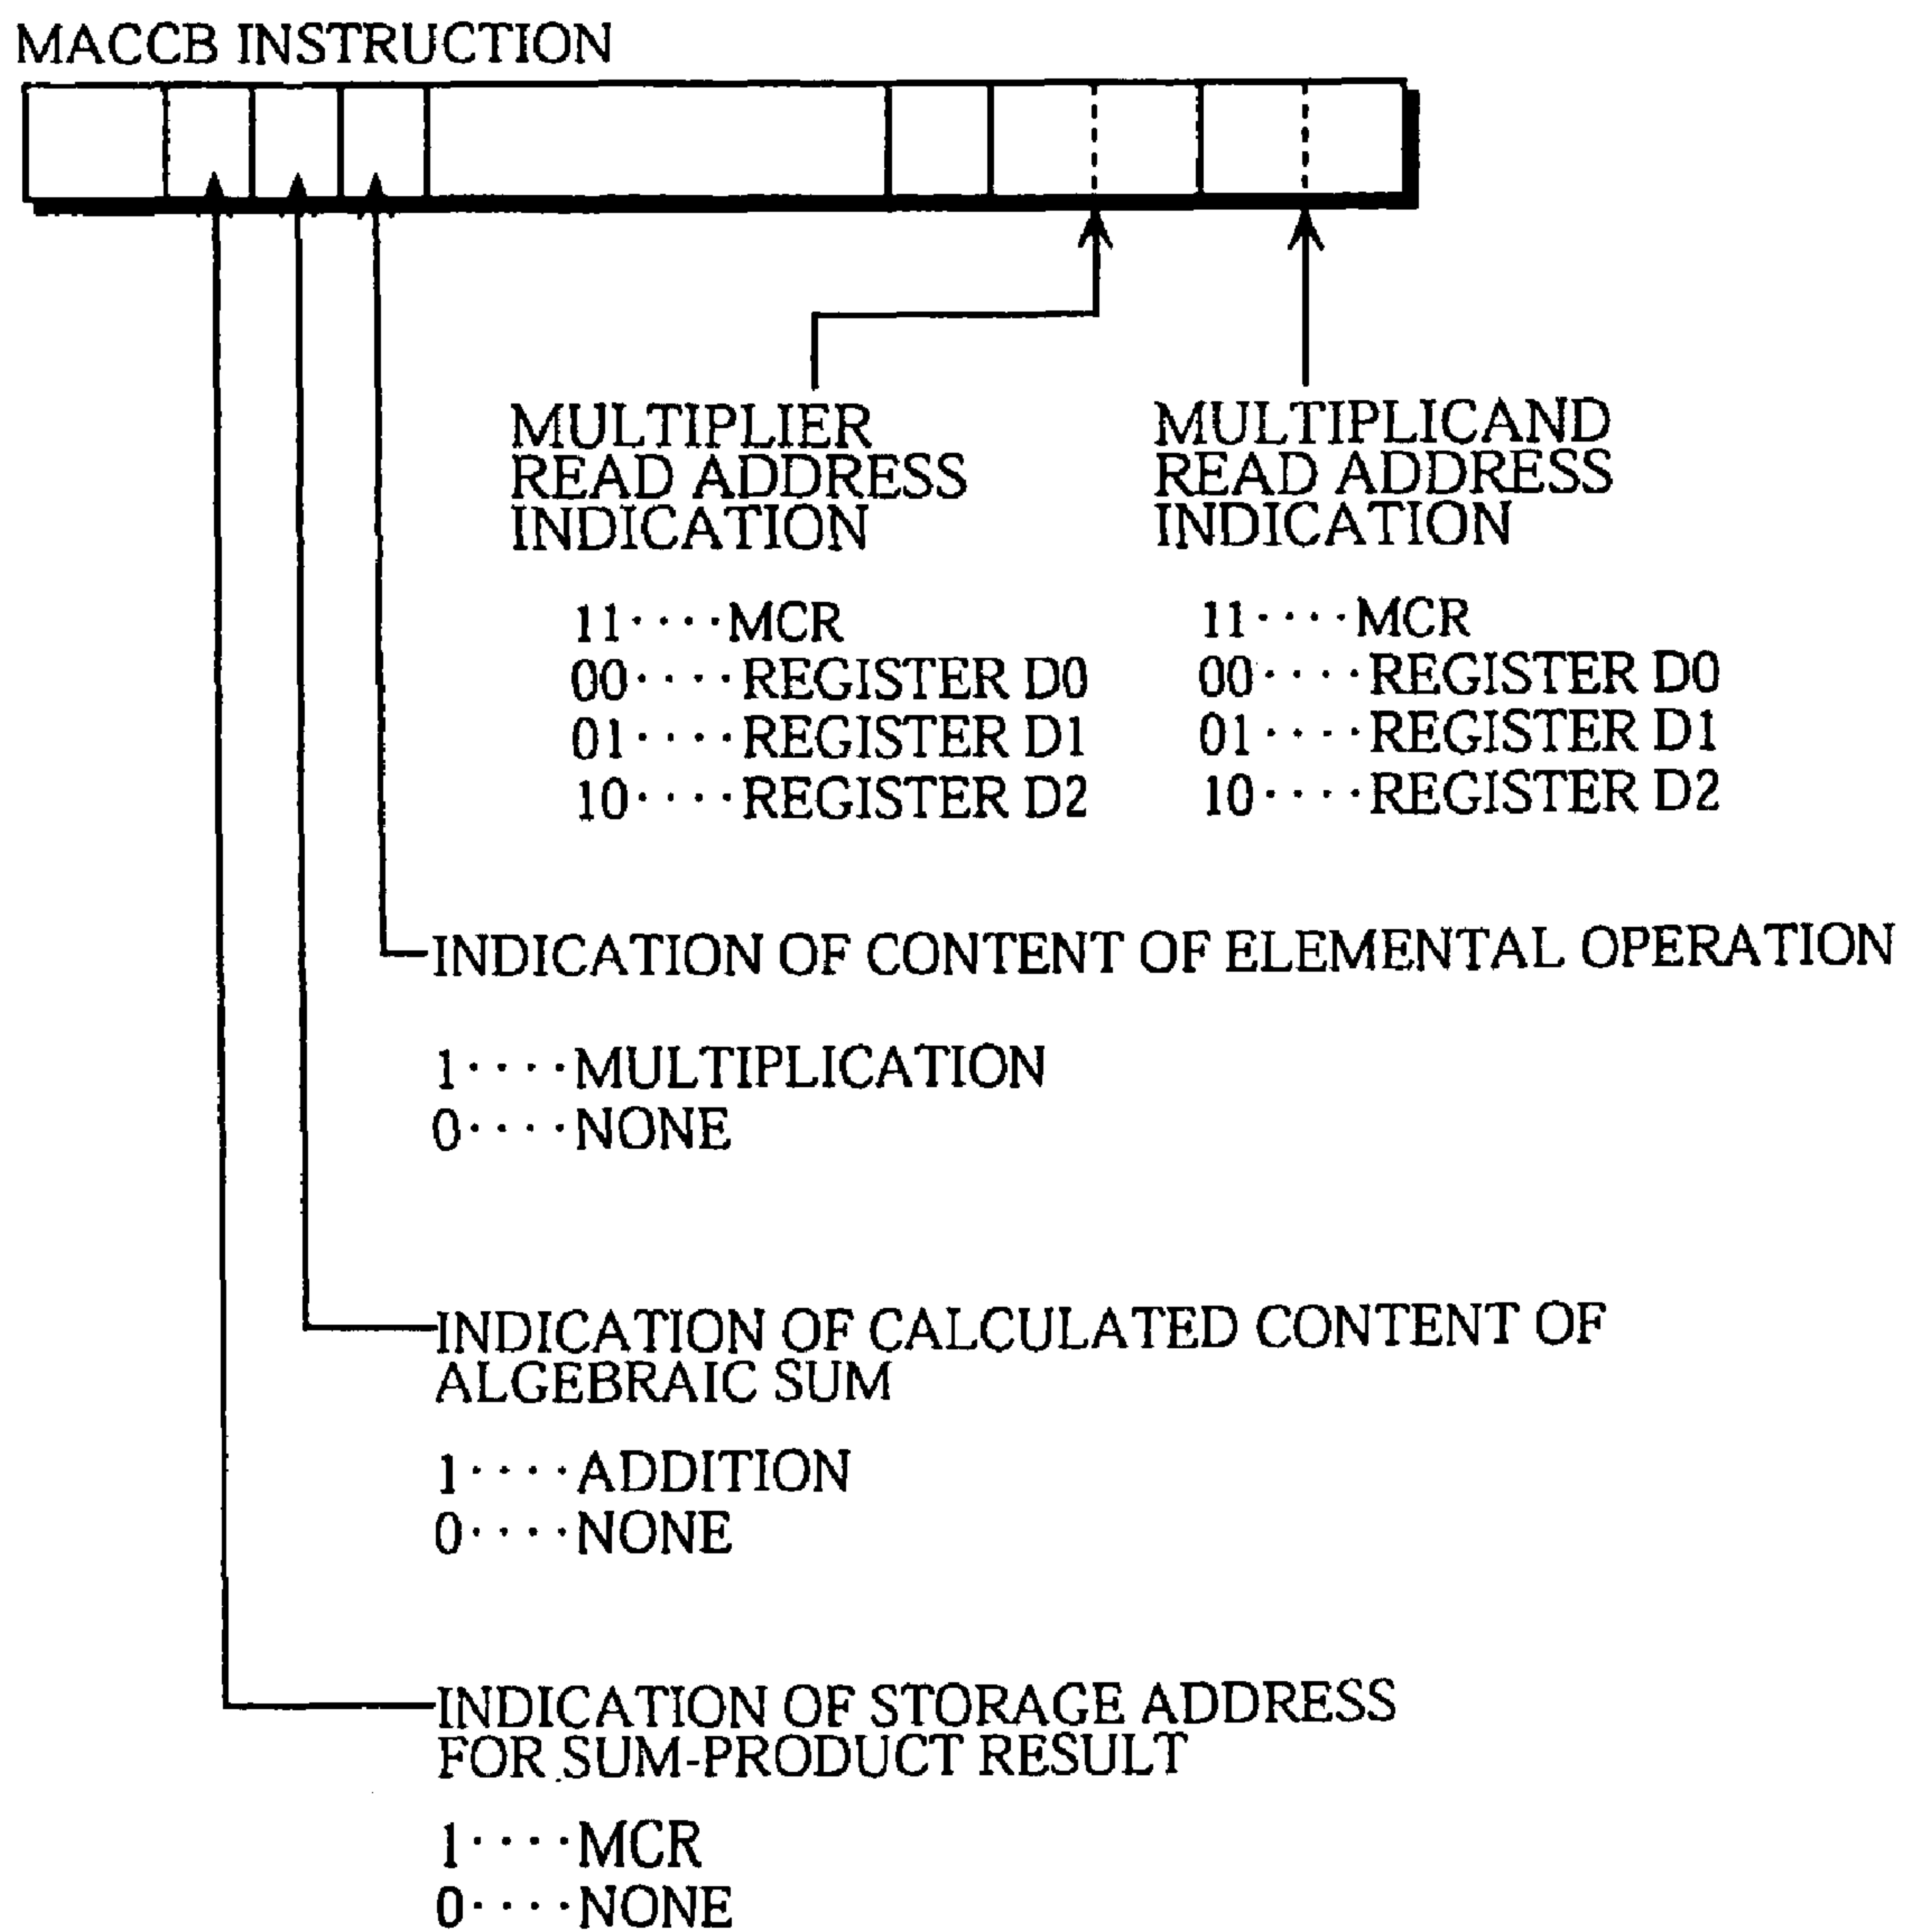 MACCB INSTRUCTION
MULTIPLIER
READ ADDRESS
INDICATION
11····MCR
00····REGISTER D0
01····REGISTER D1
10····REGISTER D2
MULTIPLICAND
READ ADDRESS
INDICATION
11····MCR
00····REGISTER D0
01····REGISTER D1
10····REGISTER D2
INDICATION OF CONTENT OF ELEMENTAL OPERATION
1····MULTIPLICATION
0····NONE
INDICATION OF CALCULATED CONTENT OF
ALGEBRAIC SUM
1····ADDITION
0····NONE
INDICATION OF STORAGE ADDRESS
FOR SUM-PRODUCT RESULT
1····MCR
0····NONE